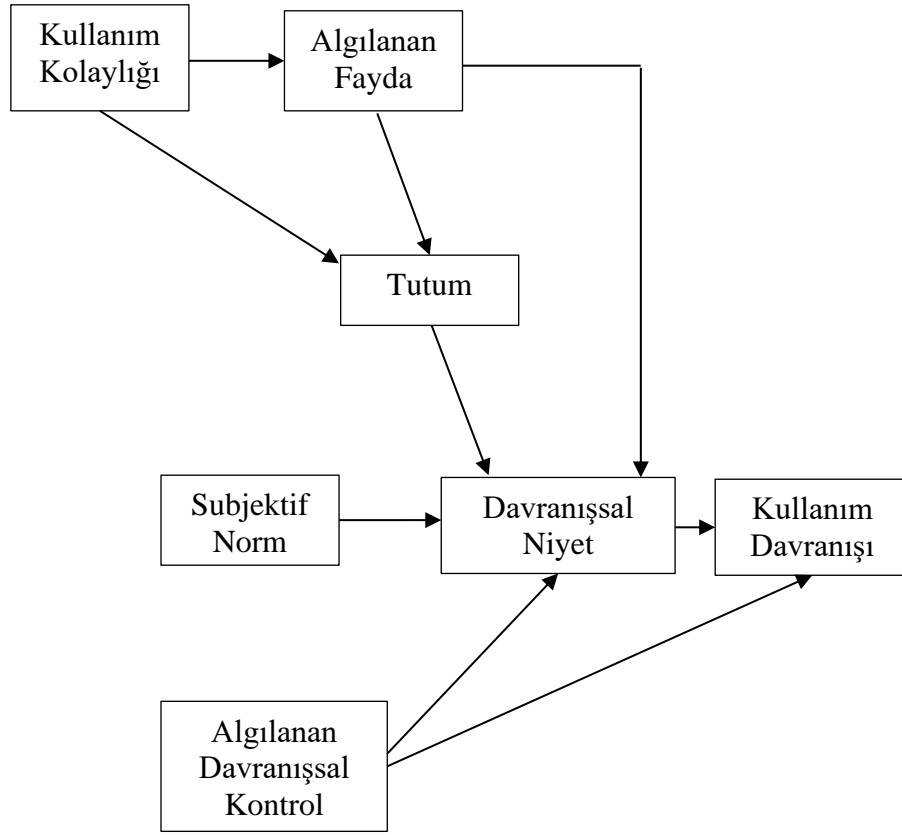 Kullanım
Kolaylığı
Algılanan
Fayda
Tutum
Subjektif
Norm
Davranışsal
Niyet
Kullanım
Davranışı
Algılanan
Davranışsal
Kontrol